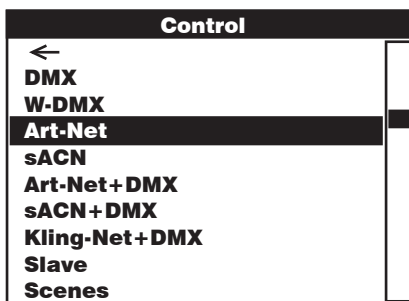 Control
←
DMX
W-DMX
Art-Net
sACN
Art-Net+DMX
sACN+DMX
Kling-Net+DMX
Slave
Scenes